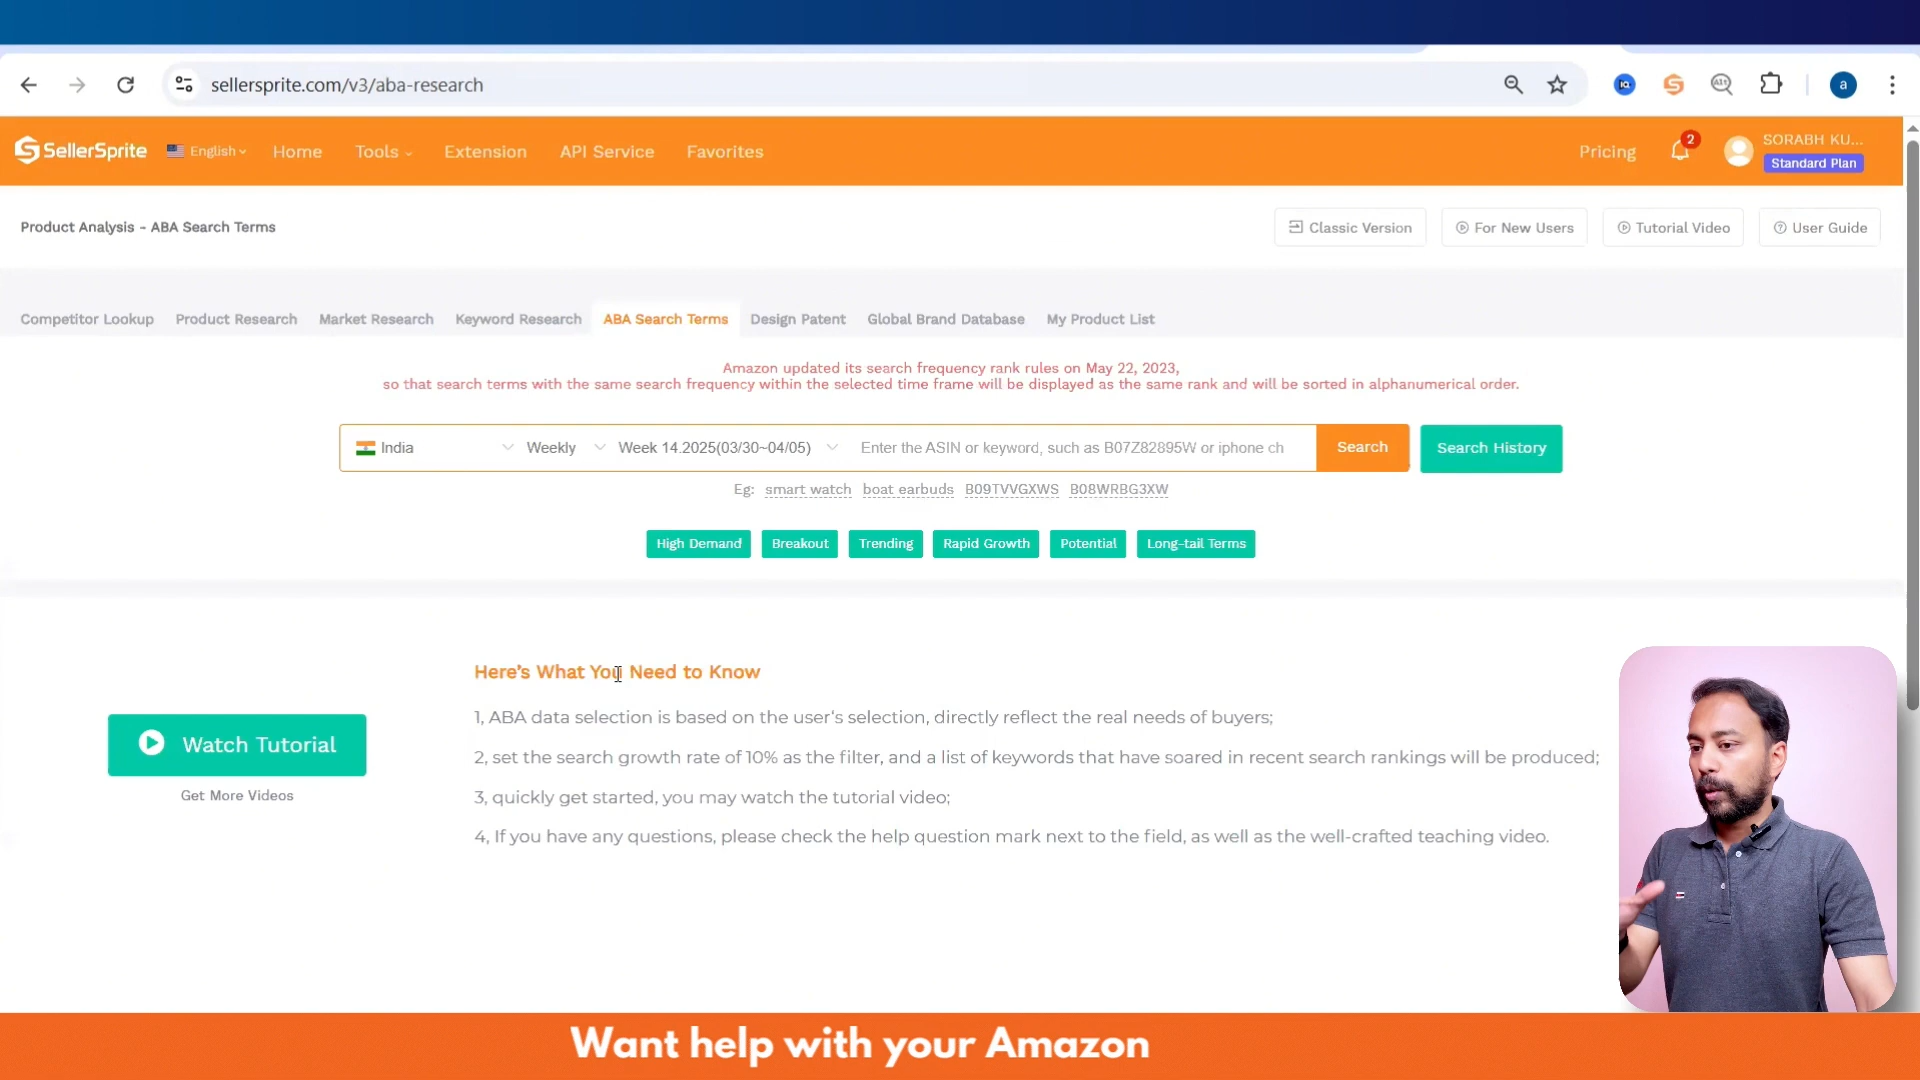 sellersprite.com/v3/aba-research
a
SellerSprite English Home Tools Extension API Service Favorites Pricing 2 SORABH KU...
Standard Plan
Product Analysis - ABA Search Terms Classic Version For New Users Tutorial Video User Guide
Competitor Lookup Product Research Market Research Keyword Research ABA Search Terms Design Patent Global Brand Database My Product List
Amazon updated its search frequency rank rules on May 22, 2023,
so that search terms with the same search frequency within the selected time frame will be displayed as the same rank and will be sorted in alphanumerical order.
India Weekly Week 14.2025(03/30~04/05) Enter the ASIN or keyword, such as B07Z82895W or iphone ch Search Search History
Eg: smart watch boat earbuds B09TVVGXWS B08WRBG3XW
High Demand Breakout Trending Rapid Growth Potential Long-tail Terms
Here's What You Need to Know
1, ABA data selection is based on the user's selection, directly reflect the real needs of buyers;
2, set the search growth rate of 10% as the filter, and a list of keywords that have soared in recent search rankings will be produced;
3, quickly get started, you may watch the tutorial video;
4, If you have any questions, please check the help question mark next to the field, as well as the well-crafted teaching video.
Watch Tutorial
Get More Videos
Want help with your Amazon